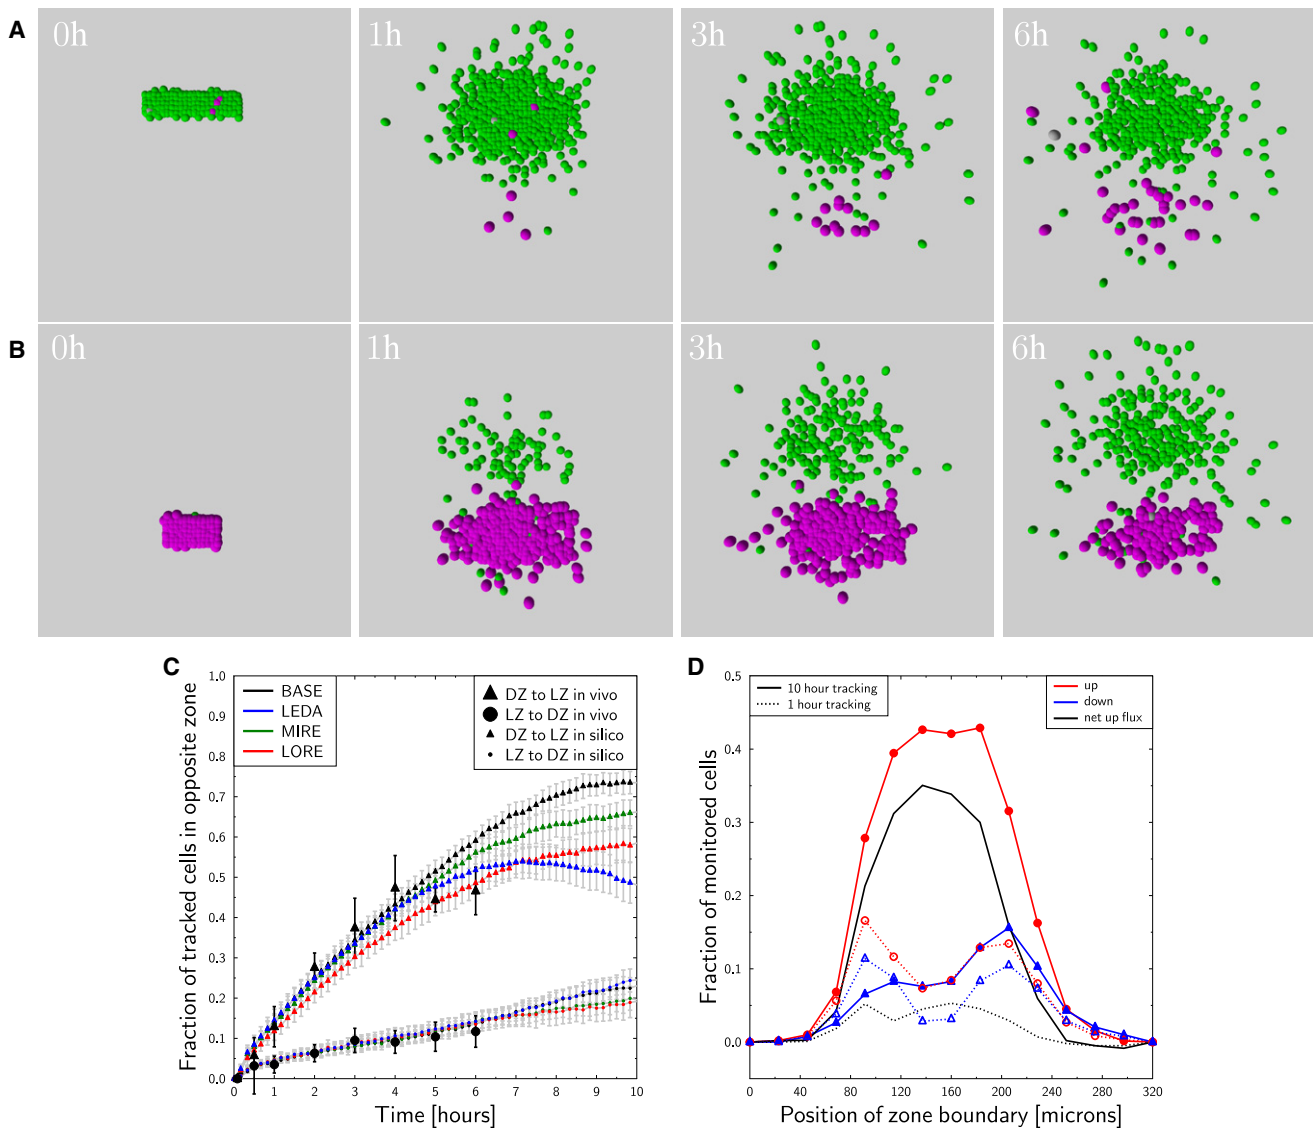 A
0h
1h
3h
6h
B
0h
1h
3h
6h
C
Fraction of tracked cells in opposite zone
1.0
0.9
0.8
0.7
0.6
0.5
0.4
0.3
0.2
0.1
0.0
BASE
LEDA
MIRE
LORE
DZ to LZ in vivo
LZ to DZ in vivo
DZ to LZ in silico
LZ to DZ in silico
0 1 2 3 4 5 6 7 8 9 10
Time [hours]
D
Fraction of monitored cells
0.5
0.4
0.3
0.2
0.1
0.0
10 hour tracking
1 hour tracking
up
down
net up flux
0 40 80 120 160 200 240 280 320
Position of zone boundary [microns]